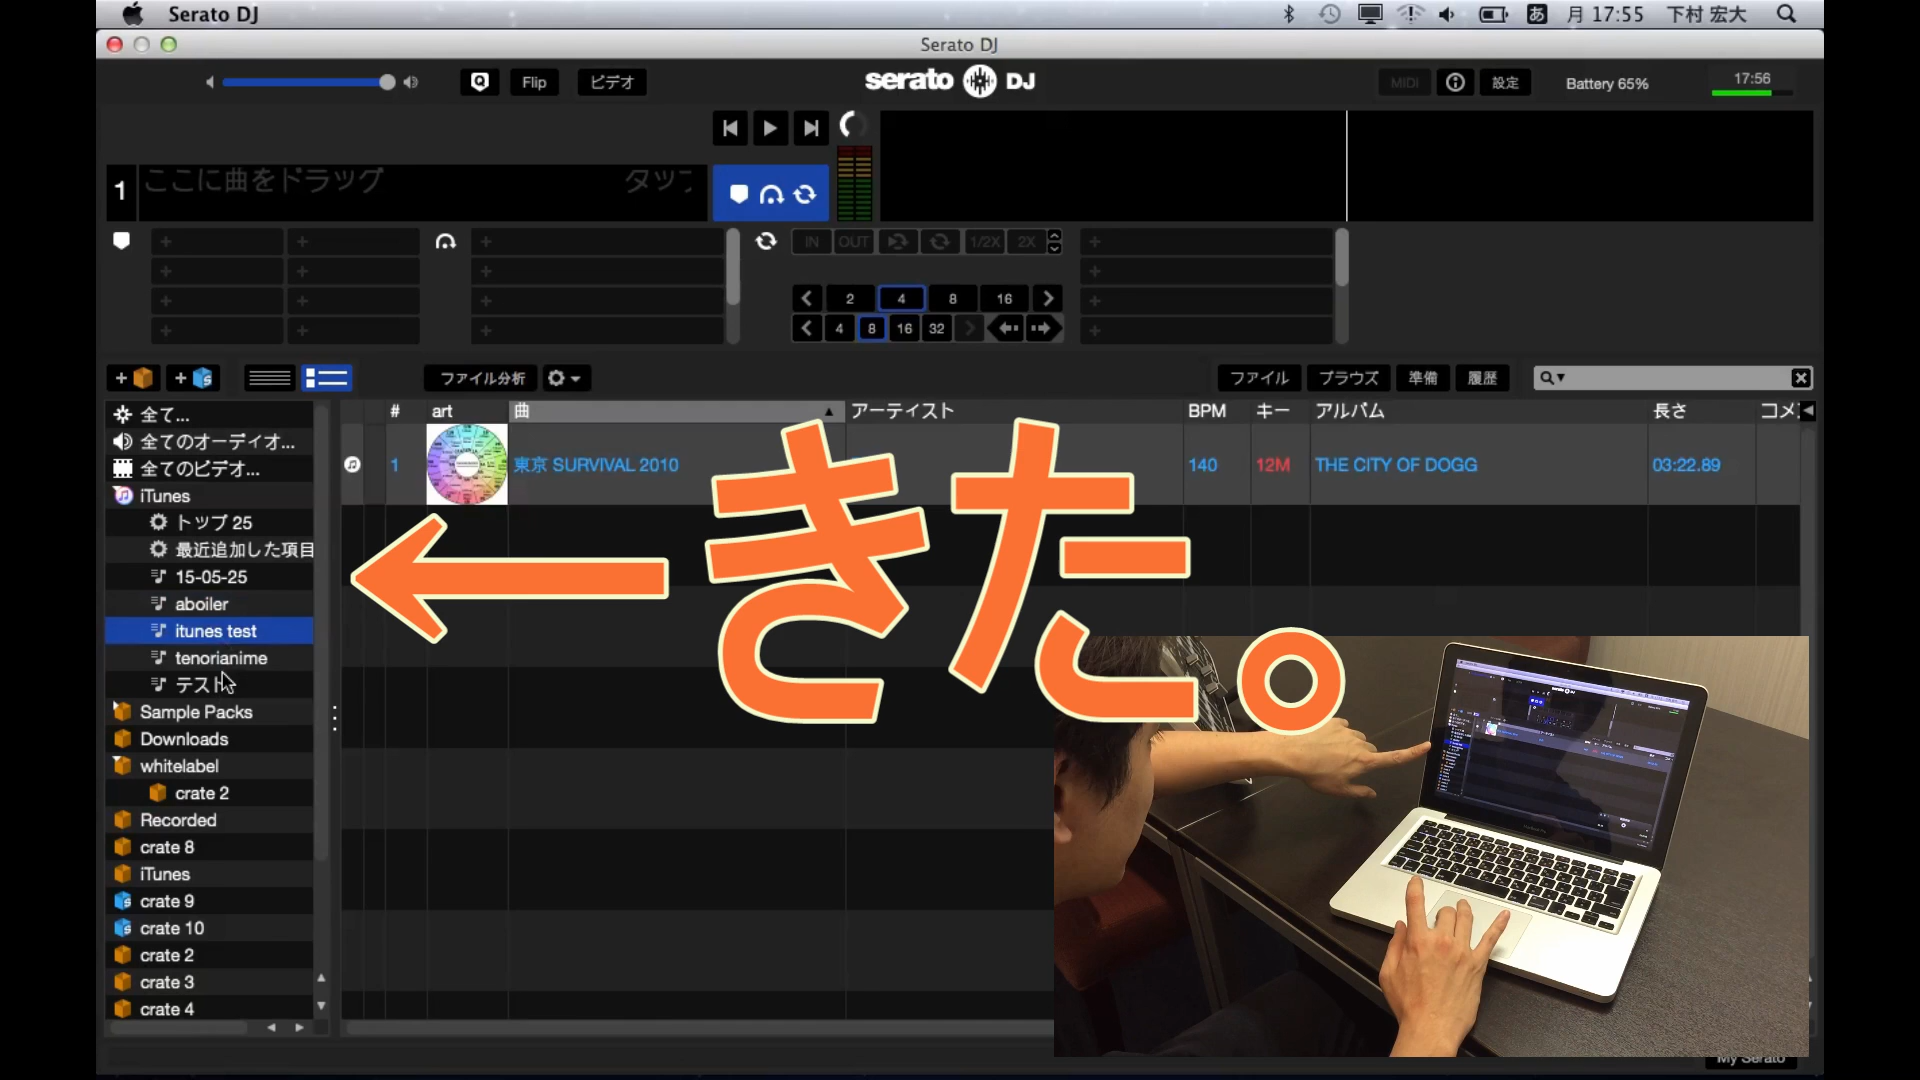 Serato DJ
あ 月 17:55 下村 宏大
Serato DJ
Flip ビデオ
serato DJ
MIDI 設定 Battery 65% 17:56
1 ここに曲をドラッグ
IN OUT 1/2X 2X
2 4 8 16
4 8 16 32
ファイル分析
ファイル ブラウズ 準備 履歴
# art 曲 アーティスト BPM キー アルバム 長さ
1 東京 SURVIVAL 2010 140 12M THE CITY OF DOGG 03:22.89
全て...
全てのオーディオ...
全てのビデオ...
iTunes
トップ 25
最近追加した項目
15-05-25
aboiler
itunes test
tenorianime
テスト
Sample Packs
Downloads
whitelabel
crate 2
Recorded
crate 8
iTunes
crate 9
crate 10
crate 2
crate 3
crate 4
←きた。
My Serato